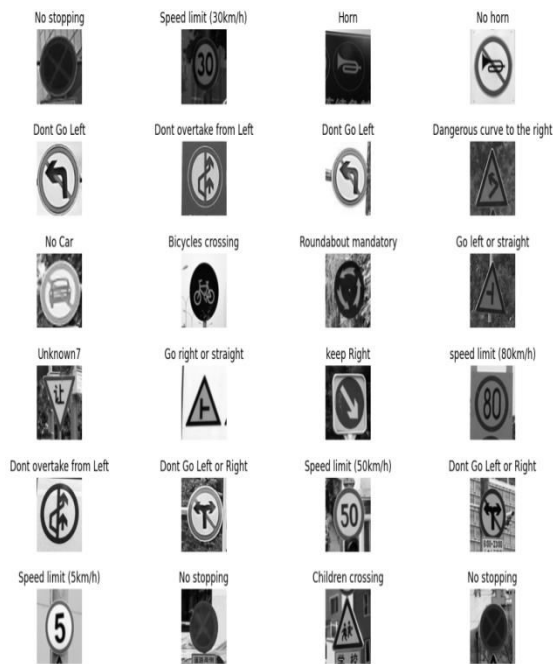 No stopping
Speed limit (30km/h)
Horn
No horn
30
Dont Go Left
Dont overtake from Left
Dont Go Left
Dangerous curve to the right
No Car
Bicycles crossing
Roundabout mandatory
Go left or straight
Unknown7
Go right or straight
keep Right
speed limit (80km/h)
让
80
Dont overtake from Left
Dont Go Left or Right
Speed limit (50km/h)
Dont Go Left or Right
50
Speed limit (5km/h)
No stopping
Children crossing
No stopping
5
学校